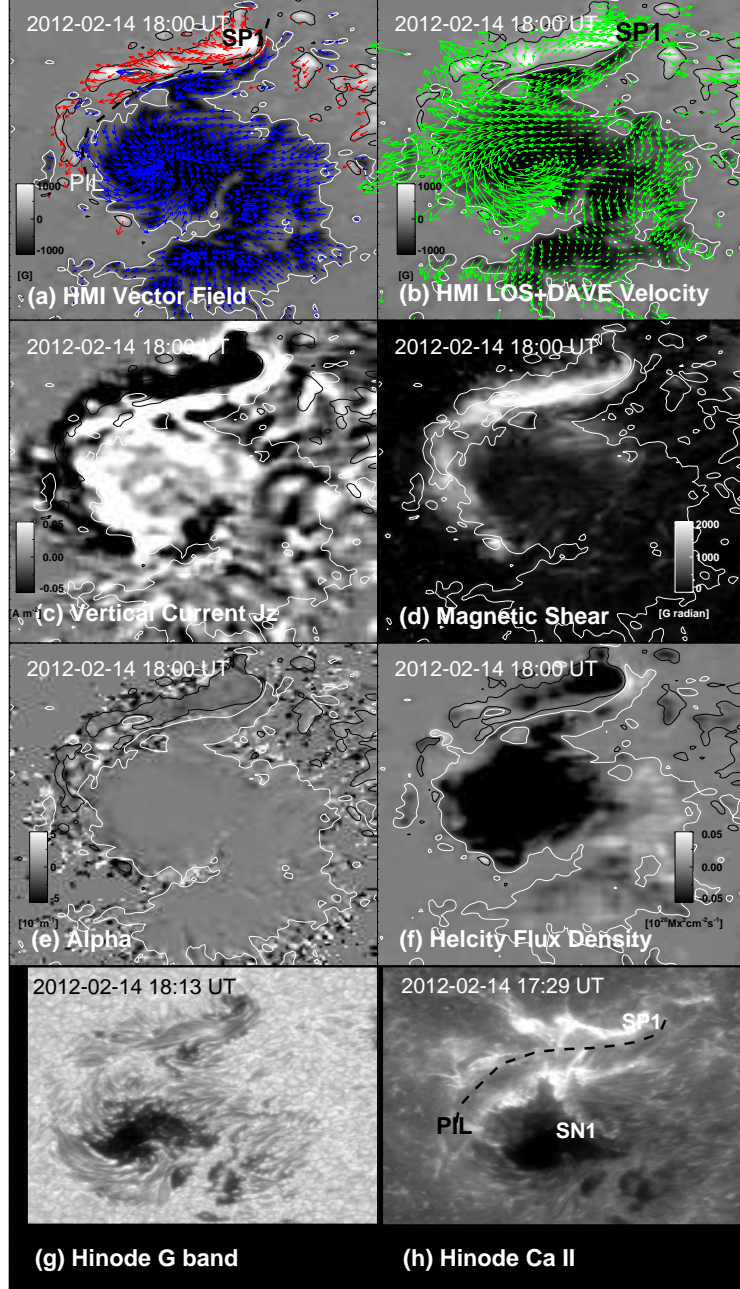 2012-02-14 18:00 UT
SP1
PIL
1000
0
-1000
[G]
(a) HMI Vector Field
2012-02-14 18:00 UT
SP1
1000
0
-1000
[G]
(b) HMI LOS+DAVE Velocity
2012-02-14 18:00 UT
0.05
0.00
-0.05
(c) Vertical Current Jz
2012-02-14 18:00 UT
2000
1000
0
[G radian]
(d) Magnetic Shear
2012-02-14 18:00 UT
5
[10⁻⁶m⁻¹]
(e) Alpha
2012-02-14 18:00 UT
0.05
0.00
-0.05
[10²⁰Mx²cm⁻²s⁻¹]
(f) Helcity Flux Density
2012-02-14 18:13 UT
(g) Hinode G band
2012-02-14 17:29 UT
SP1
PIL
SN1
(h) Hinode Ca II